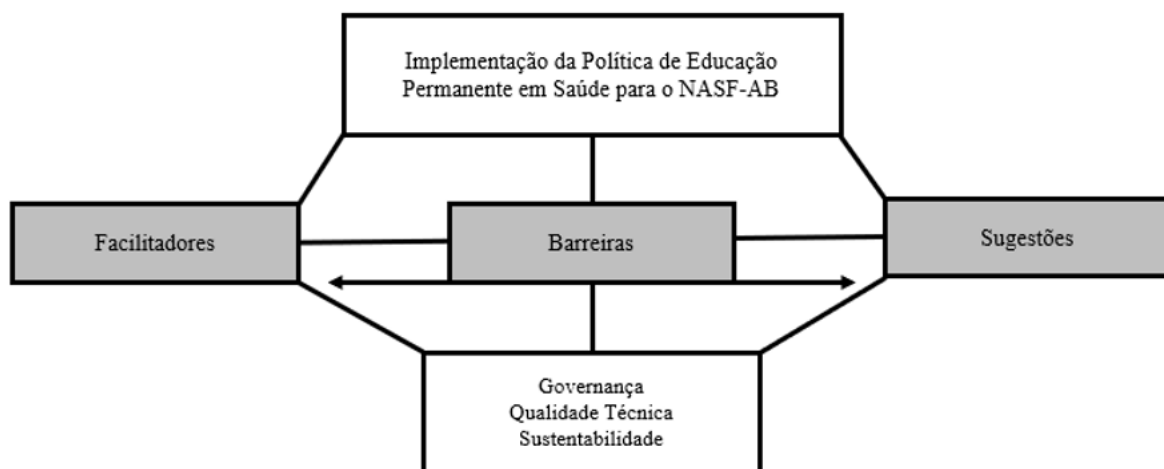 Implementação da Política de Educação
Permanente em Saúde para o NASF-AB
Facilitadores
Barreiras
Sugestões
Governança
Qualidade Técnica
Sustentabilidade